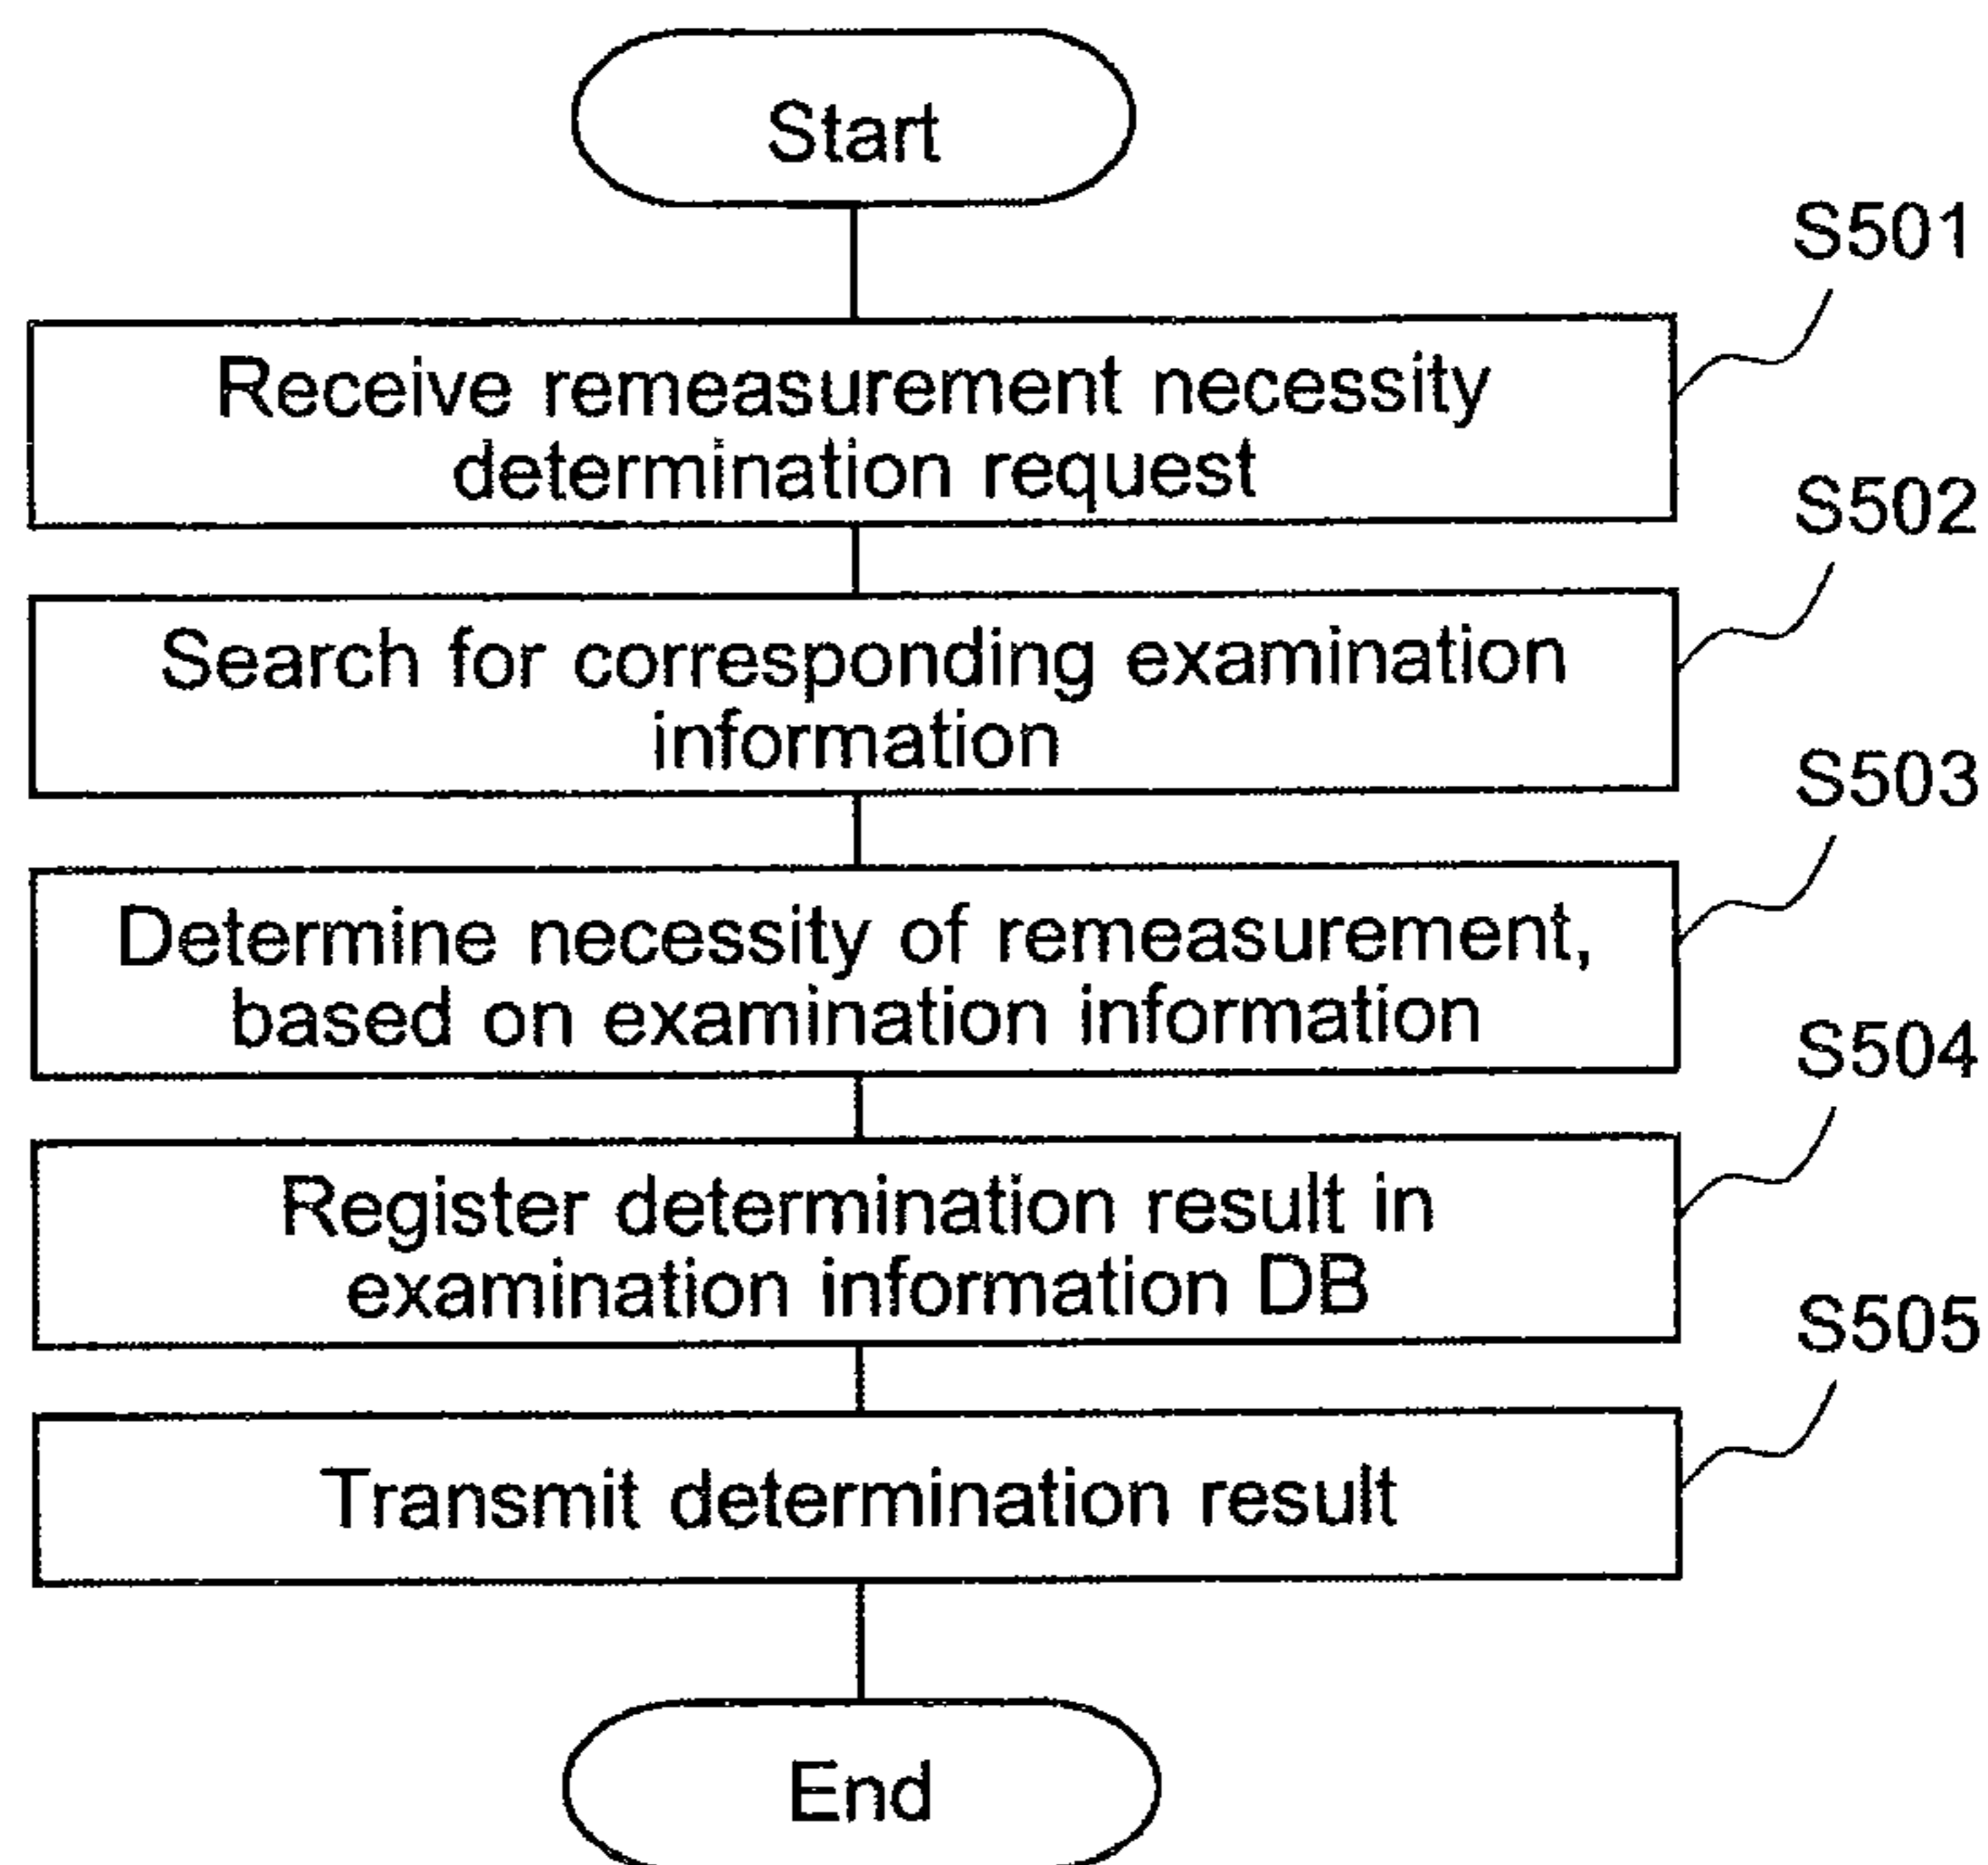 Start
S501
Receive remeasurement necessity
determination request
S502
Search for corresponding examination
information
S503
Determine necessity of remeasurement,
based on examination information
S504
Register determination result in
examination information DB
S505
Transmit determination result
End